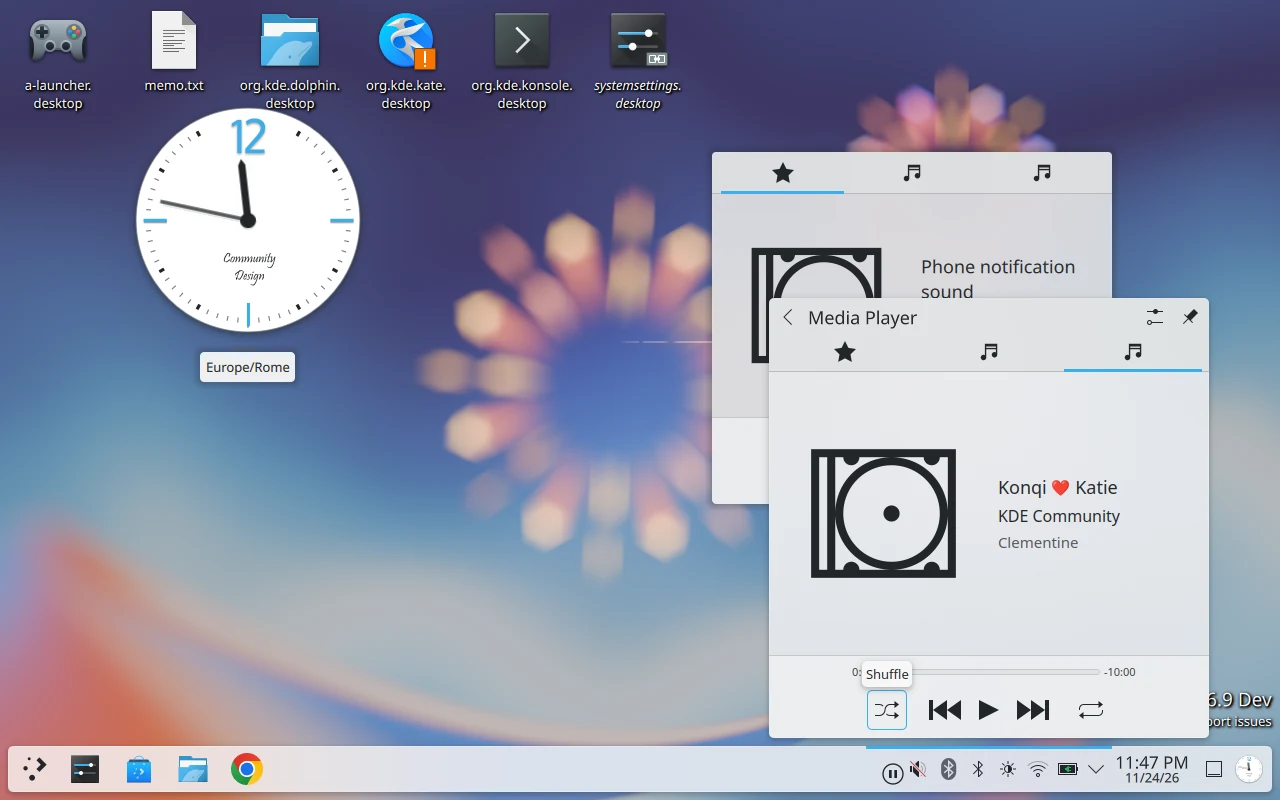 a-launcher.
desktop
memo.txt
org.kde.dolphin.
desktop
org.kde.kate.
desktop
org.kde.konsole.
desktop
systemsettings.
desktop
12
Community
Design
Europe/Rome
Phone notification
sound
Media Player
Konqi ❤️ Katie
KDE Community
Clementine
0:
Shuffle
-10:00
6.9 Dev
port issues
11:47 PM
11/24/26